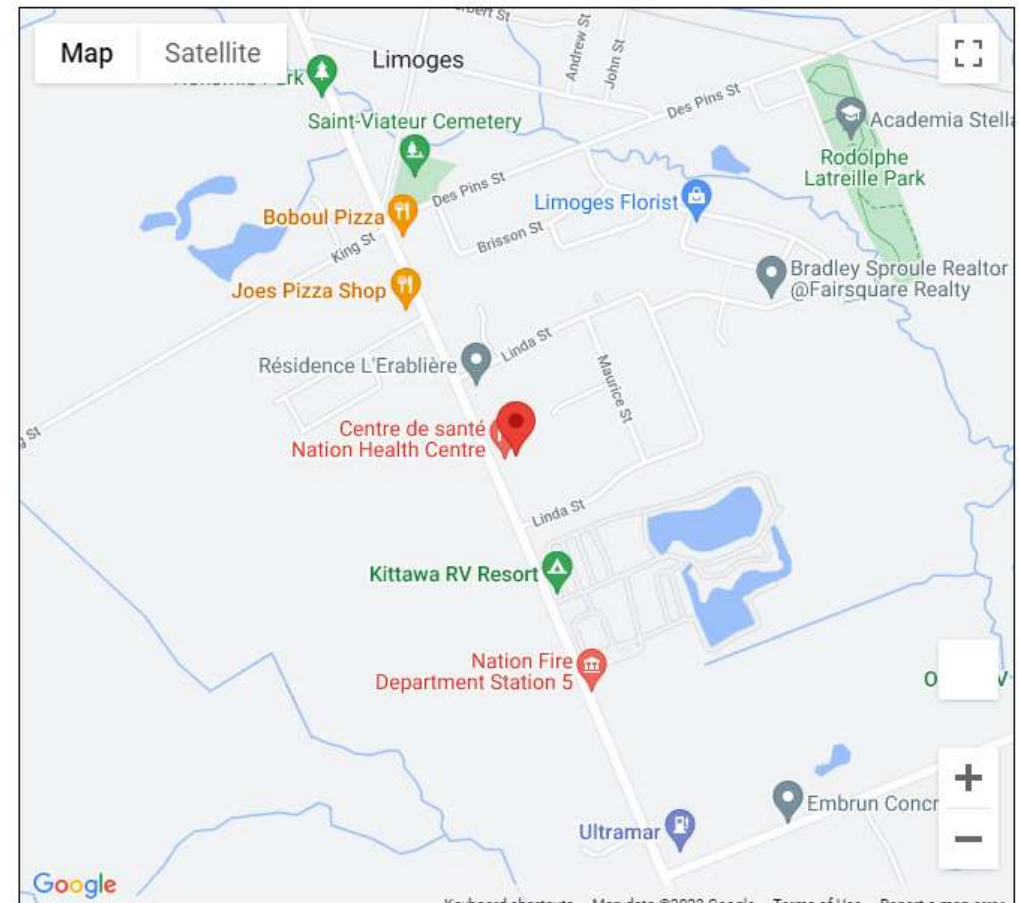 Map
Satellite
Limoges
Andrew St
John St
Des Pins St
Saint-Viateur Cemetery
Academia Stella
Rodolphe
Latreille Park
Des Pins St
Limoges Florist
Boboul Pizza
Brisson St
King St
Bradley Sproule Realtor
@Fairsquare Realty
Joes Pizza Shop
Linda St
Résidence L'Erablière
Maurice St
Centre de santé
Nation Health Centre
St
Linda St
Kittawa RV Resort
Nation Fire
Department Station 5
Embrun Concr
Ultramar
Google